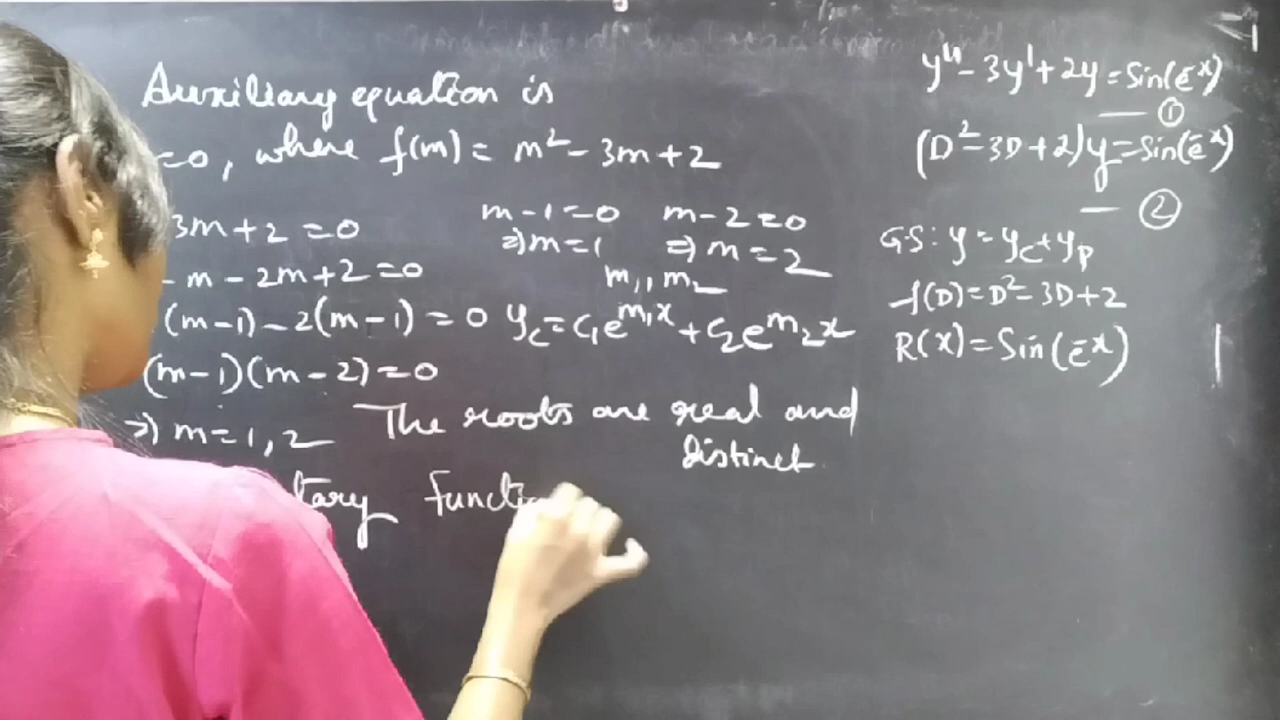 Auxiliary equation is
=0, where f(m) = m² - 3m + 2
3m + 2 = 0
- m - 2m + 2 = 0
(m-1) - 2(m-1) = 0
(m-1)(m-2) = 0
⇒ m = 1, 2
m-1=0 m-2=0
⇒ m=1 ⇒ m=2
m₁, m₂
y_c = c₁e^{m₁x} + c₂e^{m₂x}
The roots are real and
distinct
tary functi
y'' - 3y' + 2y = Sin(e^{-x})
— ①
(D² - 3D + 2)y = Sin(e^{-x})
— ②
G.S: y = y_c + y_p
f(D) = D² - 3D + 2
R(x) = Sin(e^{-x})